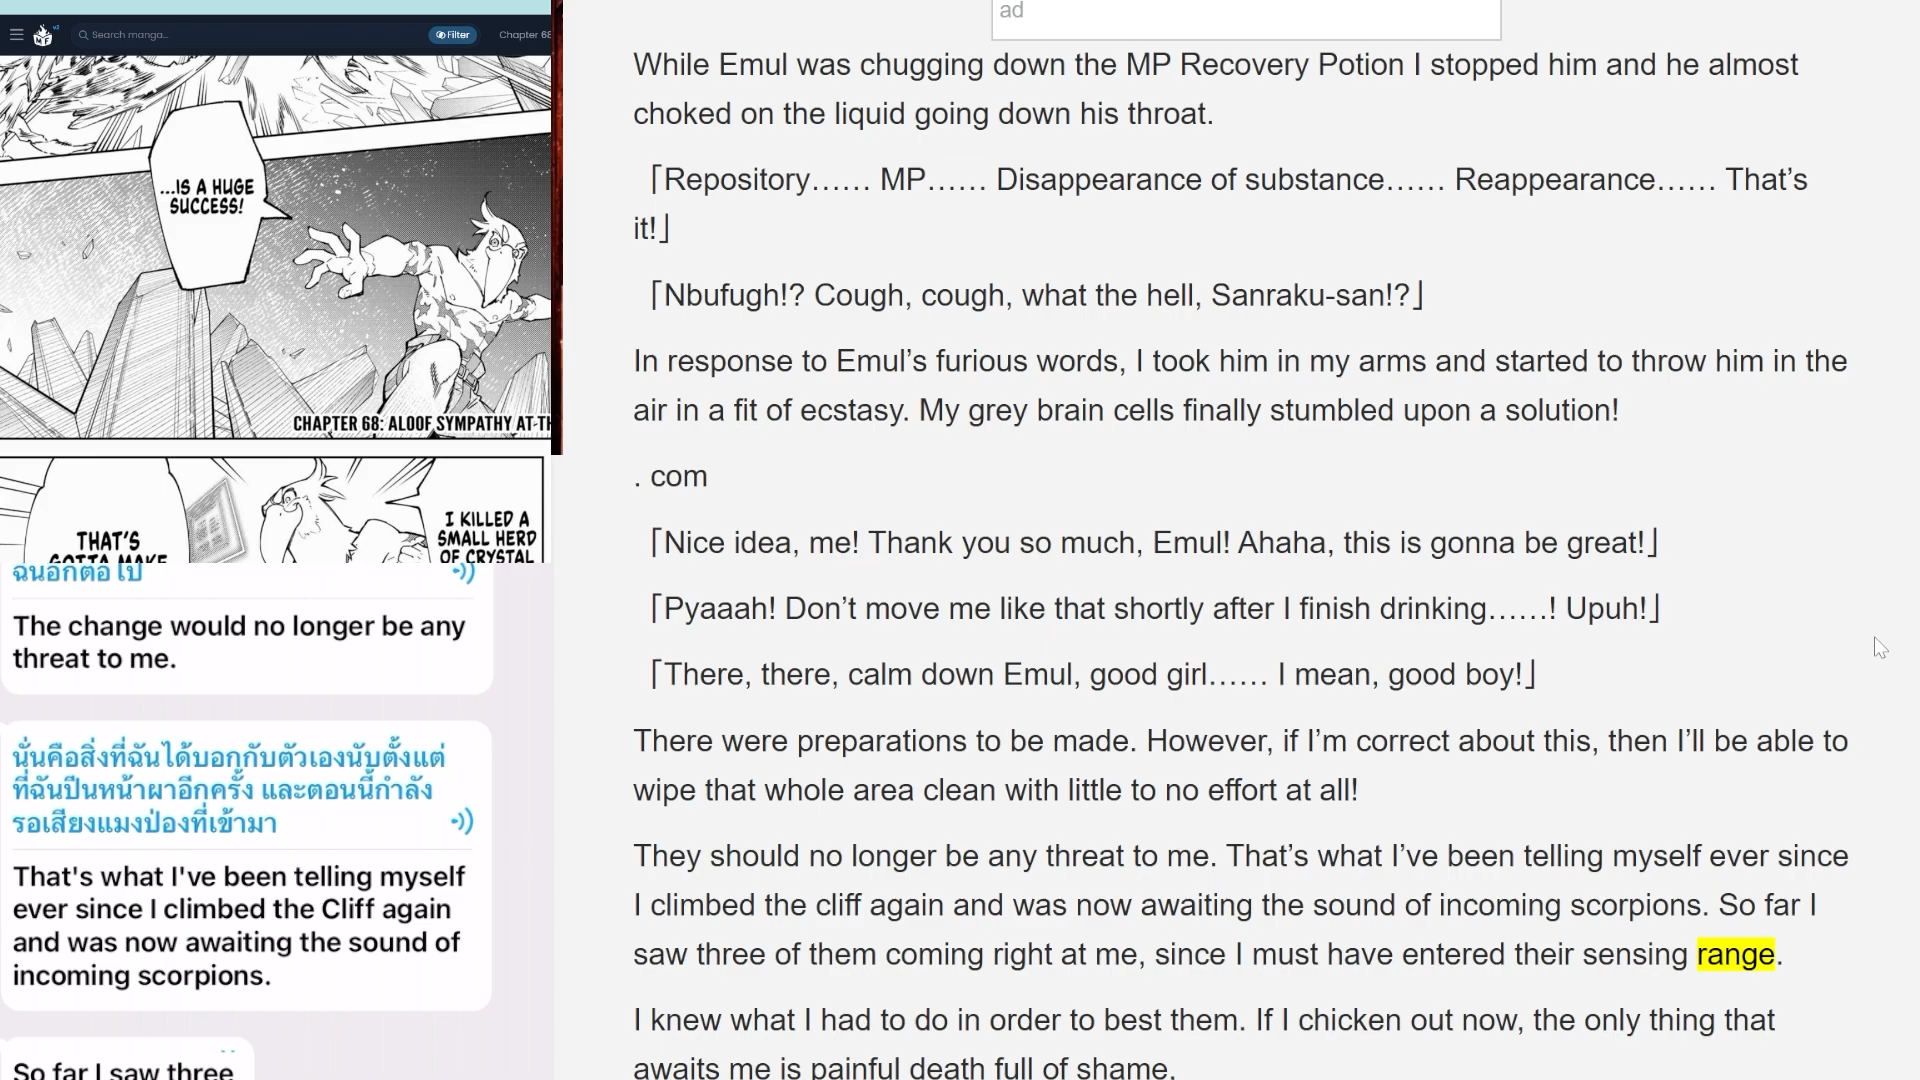 v2
Search manga...
Filter
Chapter 68
...IS A HUGE
SUCCESS!
CHAPTER 68: ALOOF SYMPATHY AT TH
THAT'S
GOTTA MAKE
I KILLED A
SMALL HERD
OF CRYSTAL
ฉันอีกต่อไป
The change would no longer be any
threat to me.
นั่นคือสิ่งที่ฉันได้บอกกับตัวเองนับตั้งแต่
ที่ฉันปีนหน้าผาอีกครั้ง และตอนนี้กำลัง
รอเสียงแมงป่องที่เข้ามา
That's what I've been telling myself
ever since I climbed the Cliff again
and was now awaiting the sound of
incoming scorpions.
So far I saw three
ad
While Emul was chugging down the MP Recovery Potion I stopped him and he almost
choked on the liquid going down his throat.
⌈Repository…… MP…… Disappearance of substance…… Reappearance…… That’s
it!⌋
⌈Nbufugh!? Cough, cough, what the hell, Sanraku-san!?⌋
In response to Emul’s furious words, I took him in my arms and started to throw him in the
air in a fit of ecstasy. My grey brain cells finally stumbled upon a solution!
. com
⌈Nice idea, me! Thank you so much, Emul! Ahaha, this is gonna be great!⌋
⌈Pyaaah! Don’t move me like that shortly after I finish drinking……! Upuh!⌋
⌈There, there, calm down Emul, good girl…… I mean, good boy!⌋
There were preparations to be made. However, if I’m correct about this, then I’ll be able to
wipe that whole area clean with little to no effort at all!
They should no longer be any threat to me. That’s what I’ve been telling myself ever since
I climbed the cliff again and was now awaiting the sound of incoming scorpions. So far I
saw three of them coming right at me, since I must have entered their sensing range.
I knew what I had to do in order to best them. If I chicken out now, the only thing that
awaits me is painful death full of shame.